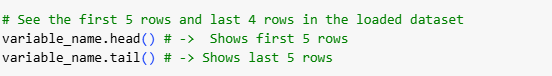 # See the first 5 rows and last 4 rows in the loaded dataset
variable_name.head() # ->  Shows first 5 rows
variable_name.tail() # -> Shows last 5 rows